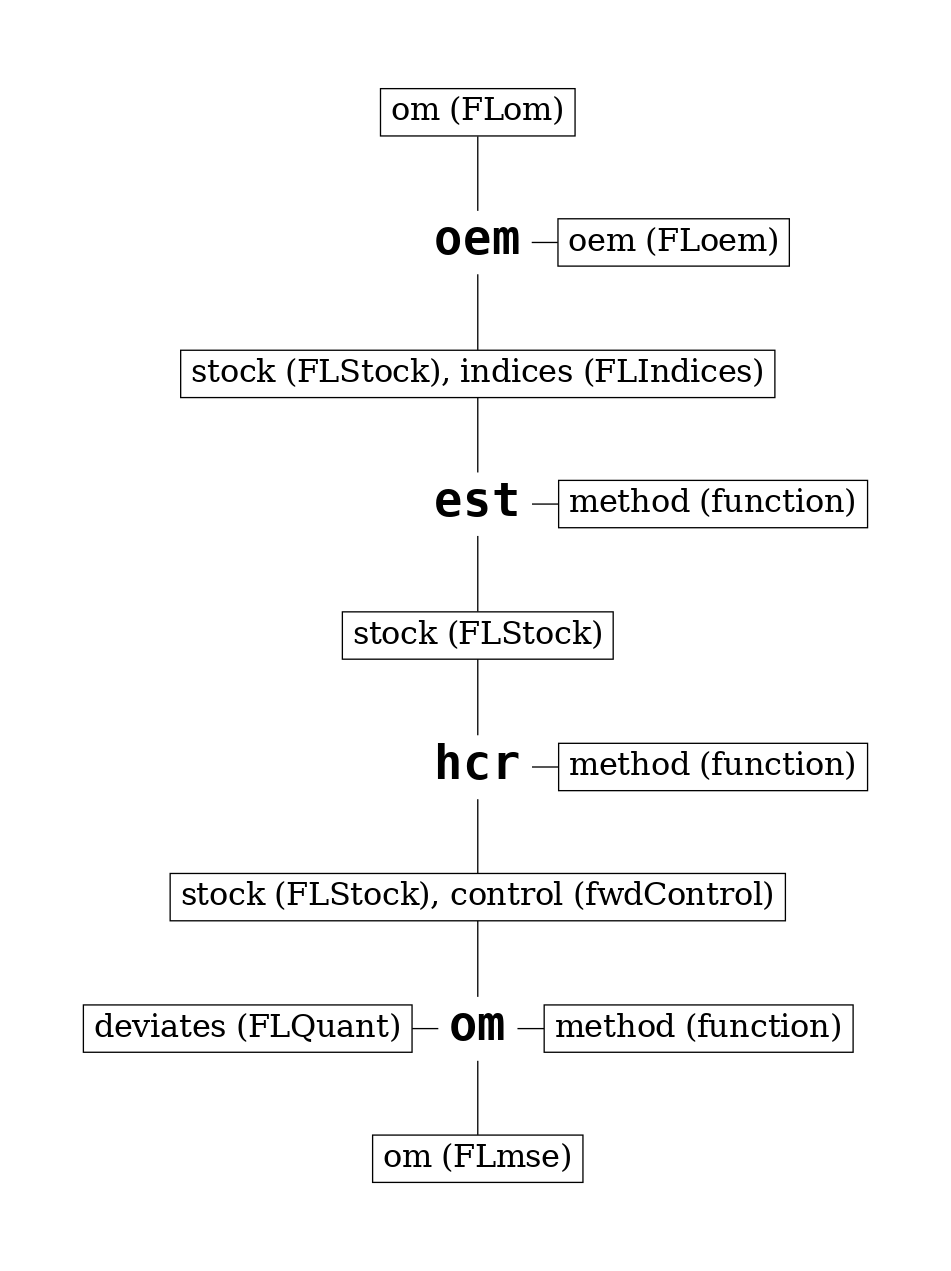 om (FLom)
oem
oem (FLoem)
stock (FLStock), indices (FLIndices)
est
method (function)
stock (FLStock)
hcr
method (function)
stock (FLStock), control (fwdControl)
deviates (FLQuant)
om
method (function)
om (FLmse)